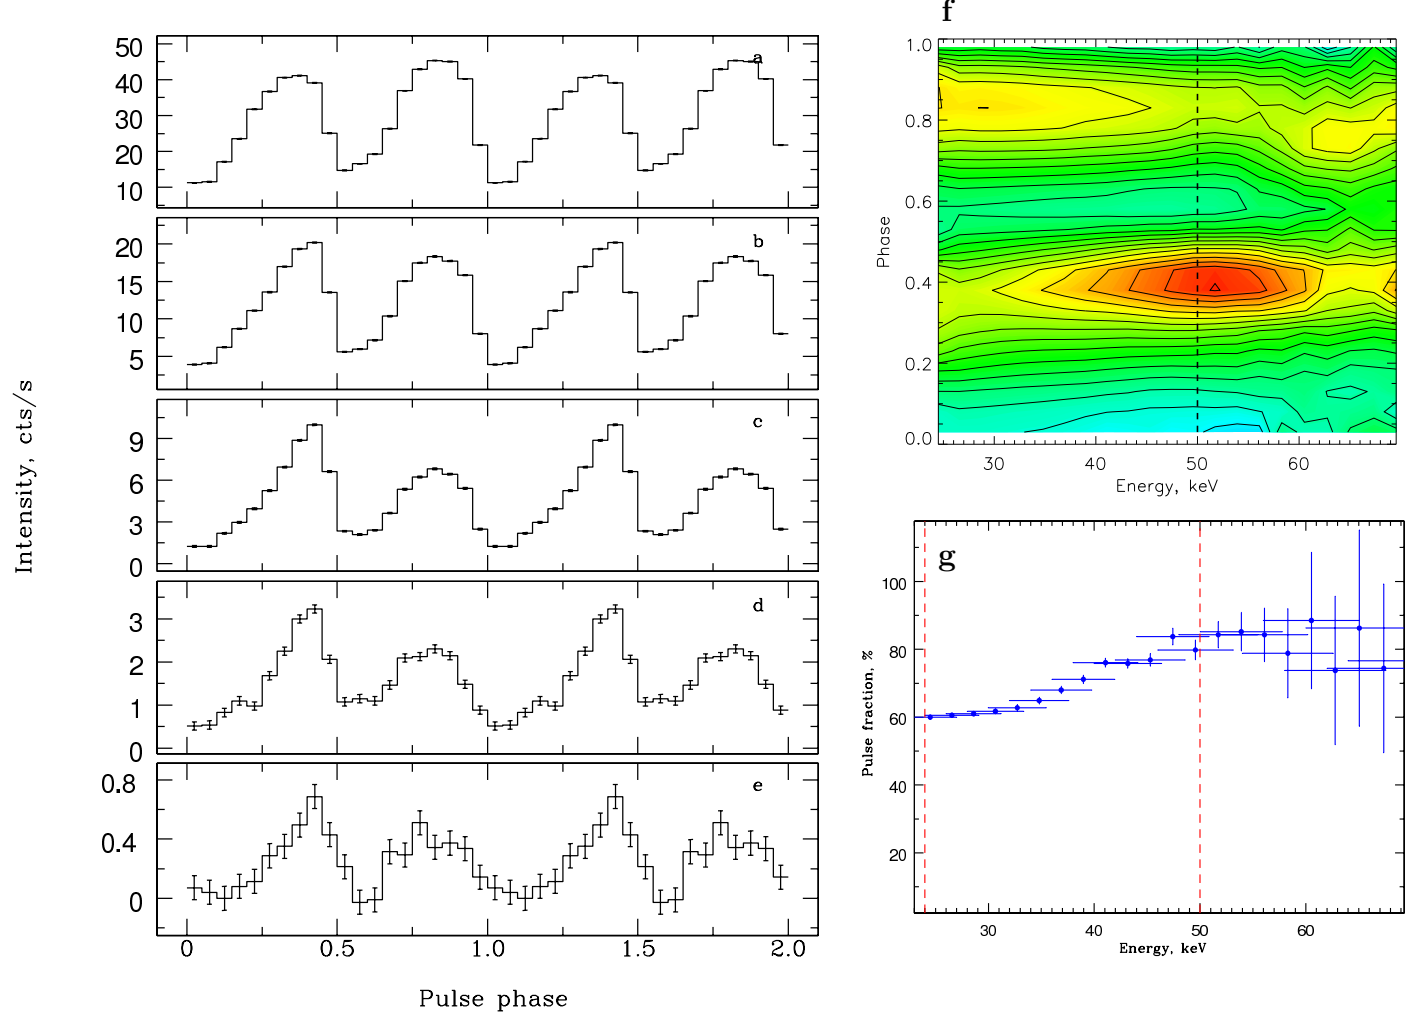 Intensity, cts/s
50
40
30
20
10
a
20
15
10
5
b
9
6
3
0
c
3
2
1
0
d
0.8
0.4
0
e
0 0.5 1.0 1.5 2.0
Pulse phase
f
1.0
0.8
0.6
0.4
0.2
0.0
Phase
30 40 50 60
Energy, keV
g
100
80
60
40
20
Pulse fraction, %
30 40 50 60
Energy, keV